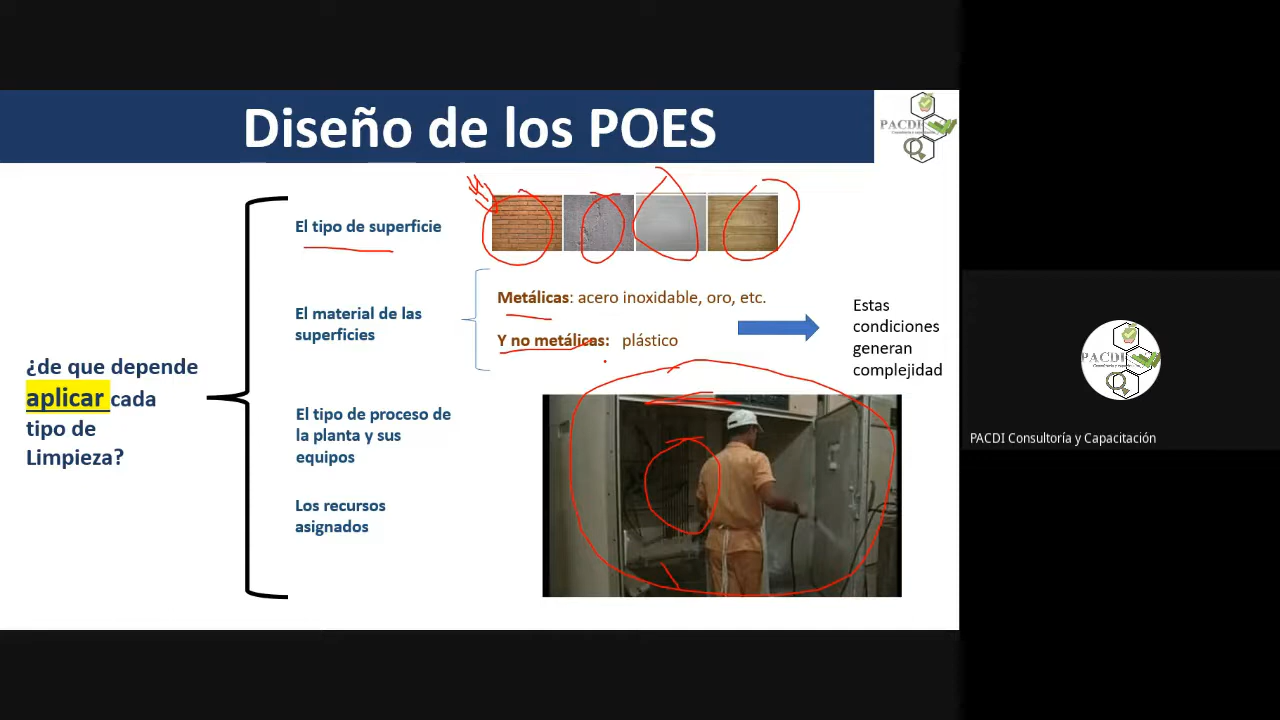 Diseño de los POES
PACDI
El tipo de superficie
El material de las
superficies
Metálicas: acero inoxidable, oro, etc.
Y no metálicas: plástico
Estas
condiciones
generan
complejidad
¿de que depende
aplicar cada
tipo de
Limpieza?
El tipo de proceso de
la planta y sus
equipos
Los recursos
asignados
PACDI
PACDI Consultoría y Capacitación